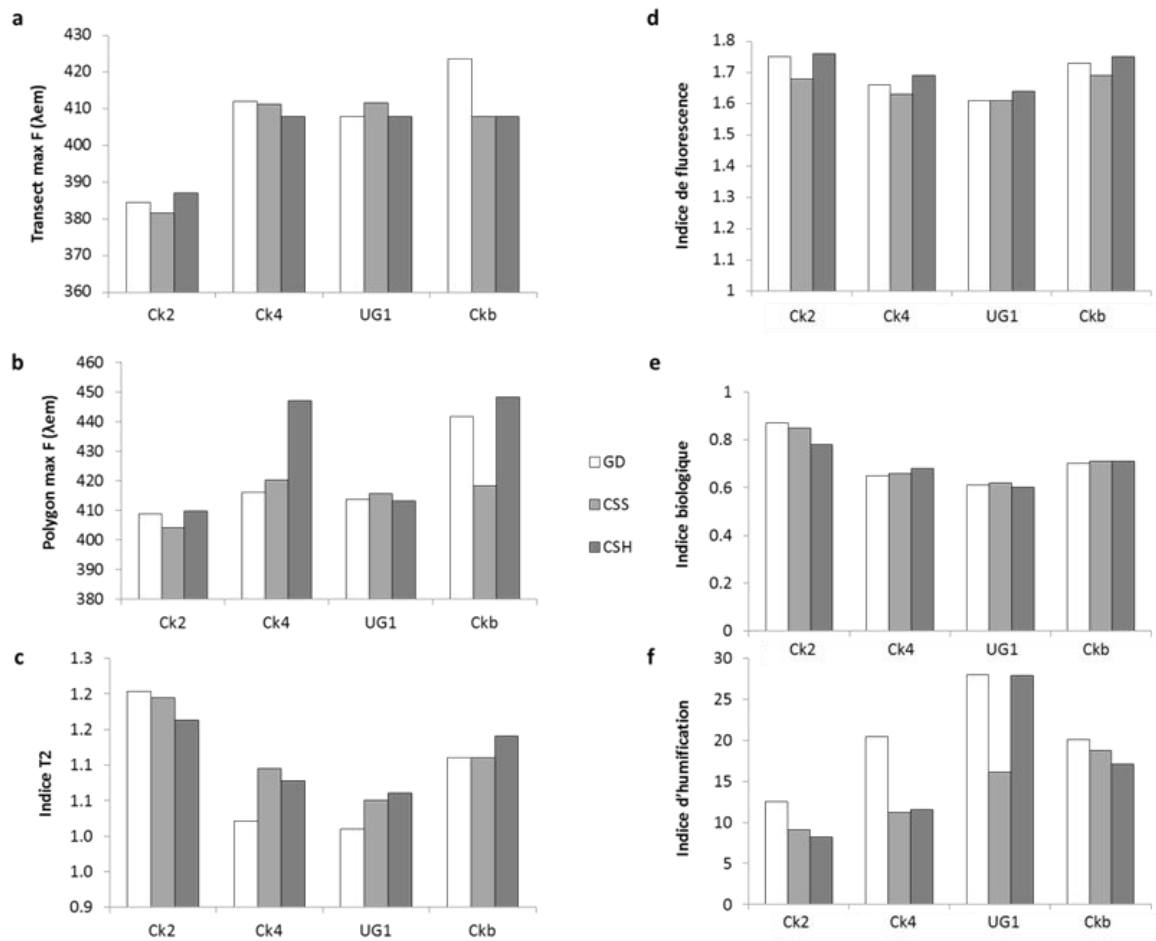 a
Transect max F (λem)
430
420
410
400
390
380
370
360
Ck2 Ck4 UG1 Ckb
b
Polygon max F (λem)
460
450
440
430
420
410
400
390
380
Ck2 Ck4 UG1 Ckb
c
Indice T2
1.3
1.2
1.2
1.1
1.1
1.0
1.0
0.9
Ck2 Ck4 UG1 Ckb
GD
CSS
CSH
d
Indice de fluorescence
1.8
1.7
1.6
1.5
1.4
1.3
1.2
1.1
1
Ck2 Ck4 UG1 Ckb
e
Indice biologique
1
0.8
0.6
0.4
0.2
0
Ck2 Ck4 UG1 Ckb
f
Indice d'humification
30
25
20
15
10
5
0
Ck2 Ck4 UG1 Ckb